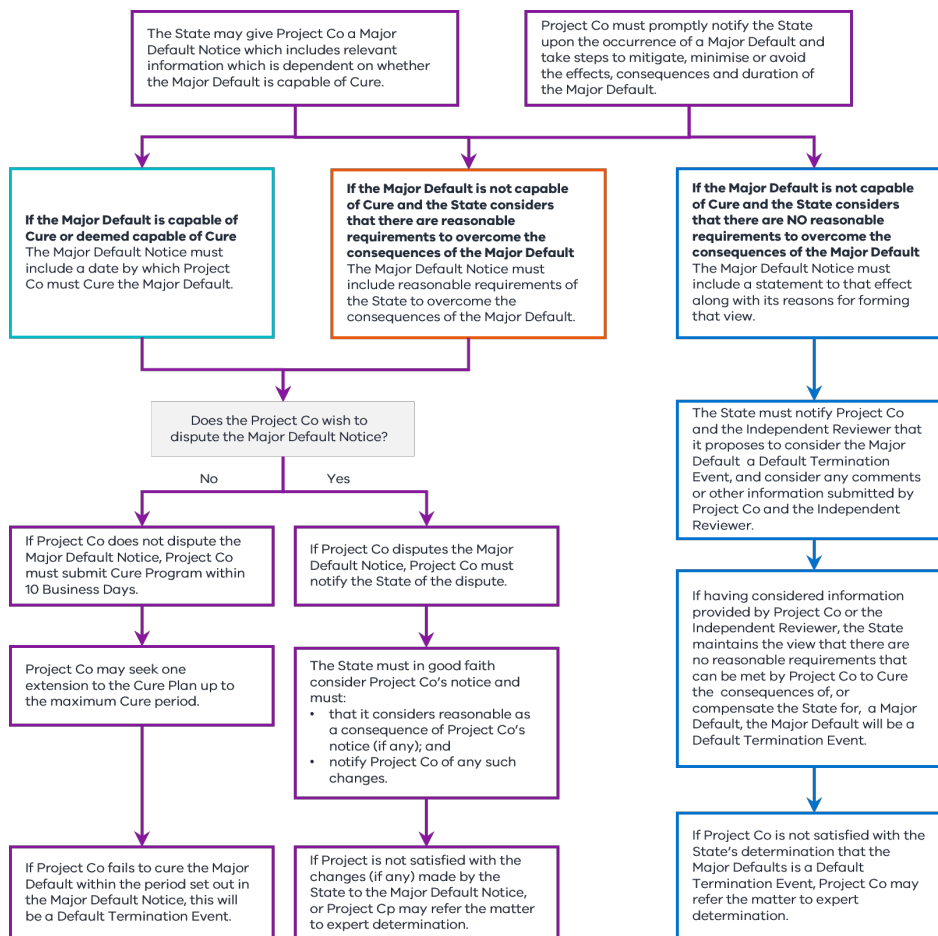 The State may give Project Co a Major
Default Notice which includes relevant
information which is dependent on whether
the Major Default is capable of Cure.
Project Co must promptly notify the State
upon the occurrence of a Major Default and
take steps to mitigate, minimise or avoid
the effects, consequences and duration of
the Major Default.
If the Major Default is capable of
Cure or deemed capable of Cure
The Major Default Notice must
include a date by which Project
Co must Cure the Major Default.
If the Major Default is not capable
of Cure and the State considers
that there are reasonable
requirements to overcome the
consequences of the Major Default
The Major Default Notice must
include reasonable requirements of
the State to overcome the
consequences of the Major Default.
If the Major Default is not capable
of Cure and the State considers
that there are NO reasonable
requirements to overcome the
consequences of the Major Default
The Major Default Notice must
include a statement to that effect
along with its reasons for forming
that view.
Does the Project Co wish to
dispute the Major Default Notice?
No
Yes
If Project Co does not dispute the
Major Default Notice, Project Co
must submit Cure Program within
10 Business Days.
If Project Co disputes the Major
Default Notice, Project Co must
notify the State of the dispute.
The State must notify Project Co
and the Independent Reviewer that
it proposes to consider the Major
Default a Default Termination
Event, and consider any comments
or other information submitted by
Project Co and the Independent
Reviewer.
Project Co may seek one
extension to the Cure Plan up to
the maximum Cure period.
The State must in good faith
consider Project Co's notice and
must:
• that it considers reasonable as
a consequence of Project Co's
notice (if any); and
• notify Project Co of any such
changes.
If having considered information
provided by Project Co or the
Independent Reviewer, the State
maintains the view that there are
no reasonable requirements that
can be met by Project Co to Cure
the consequences of, or
compensate the State for, a Major
Default, the Major Default will be a
Default Termination Event.
If Project Co fails to cure the Major
Default within the period set out in
the Major Default Notice, this will
be a Default Termination Event.
If Project is not satisfied with the
changes (if any) made by the
State to the Major Default Notice,
or Project Cp may refer the matter
to expert determination.
If Project Co is not satisfied with the
State's determination that the
Major Defaults is a Default
Termination Event, Project Co may
refer the matter to expert
determination.